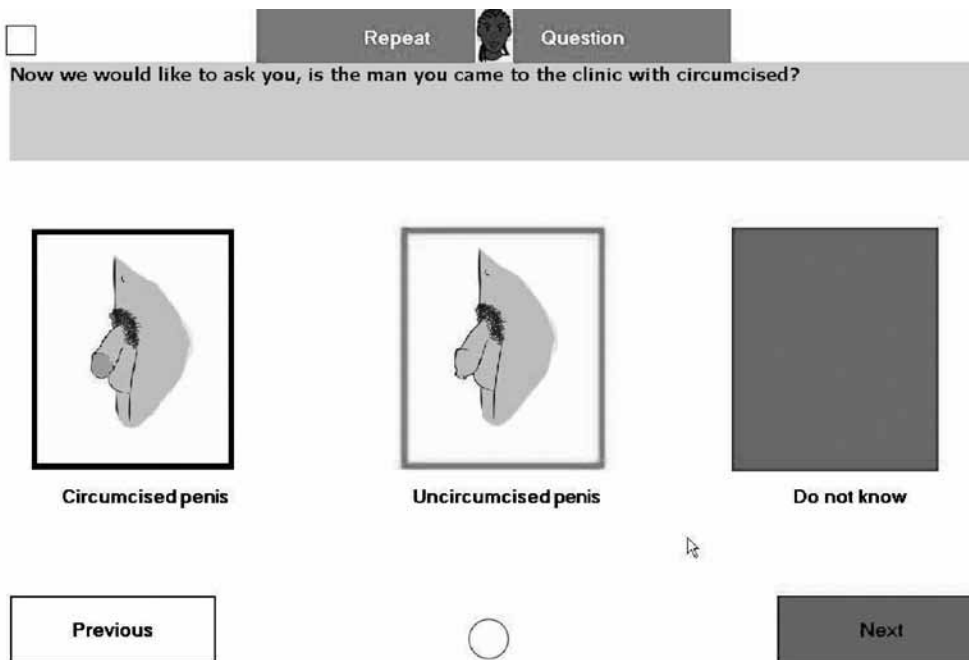 Repeat Question
Now we would like to ask you, is the man you came to the clinic with circumcised?
Circumcised penis Uncircumcised penis Do not know
Previous Next